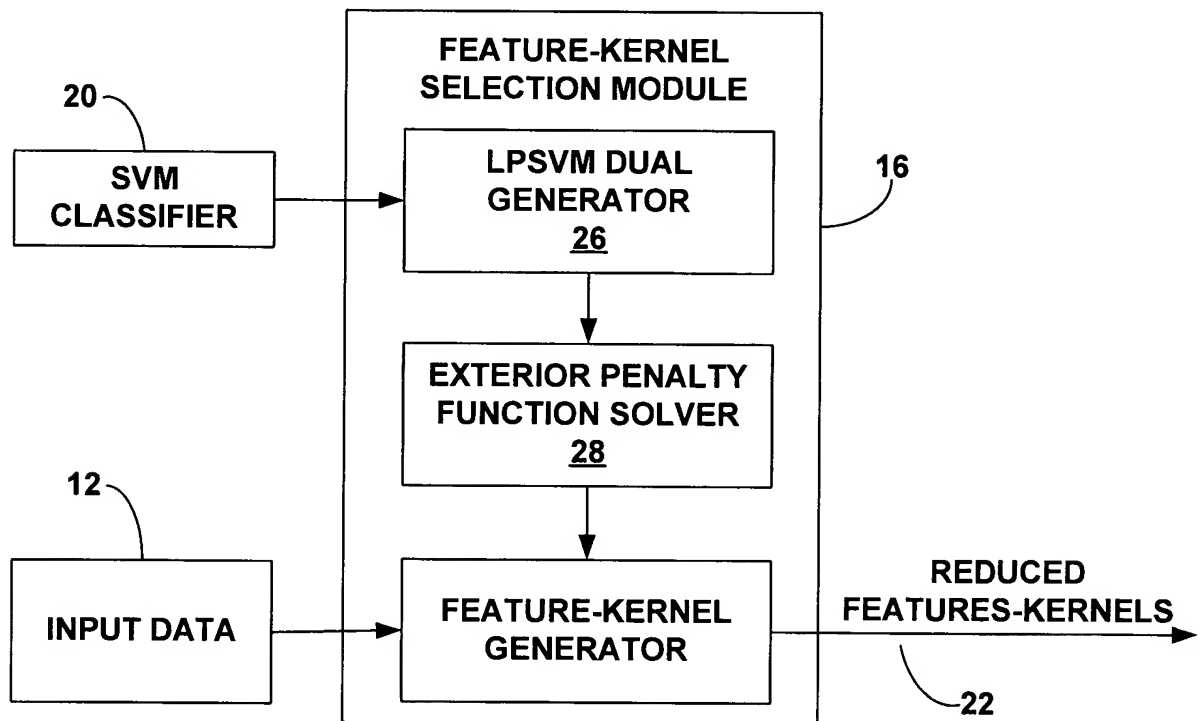 FEATURE-KERNEL
SELECTION MODULE
20
SVM
CLASSIFIER
LPSVM DUAL
GENERATOR
26
16
EXTERIOR PENALTY
FUNCTION SOLVER
28
12
INPUT DATA
FEATURE-KERNEL
GENERATOR
REDUCED
FEATURES-KERNELS
22